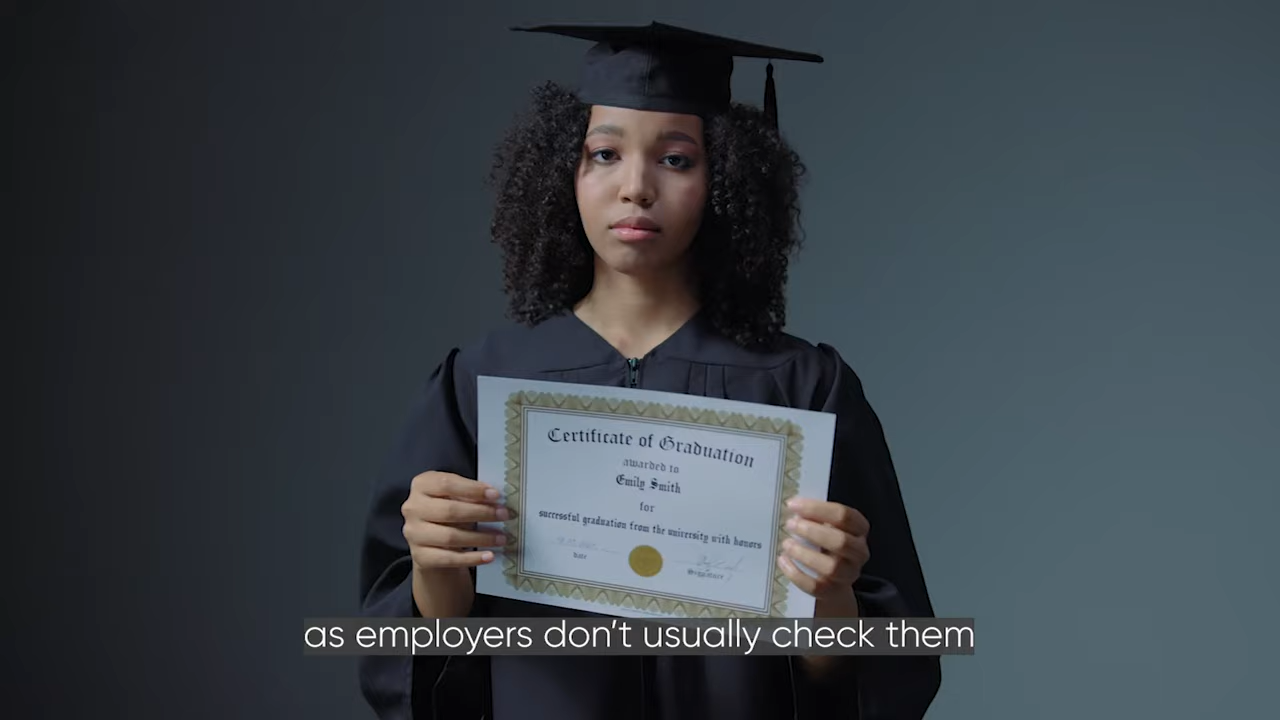 Certificate of Graduation
awarded to
Emily Smith
for
successful graduation from the university with honors
Date
Signature
as employers don't usually check them